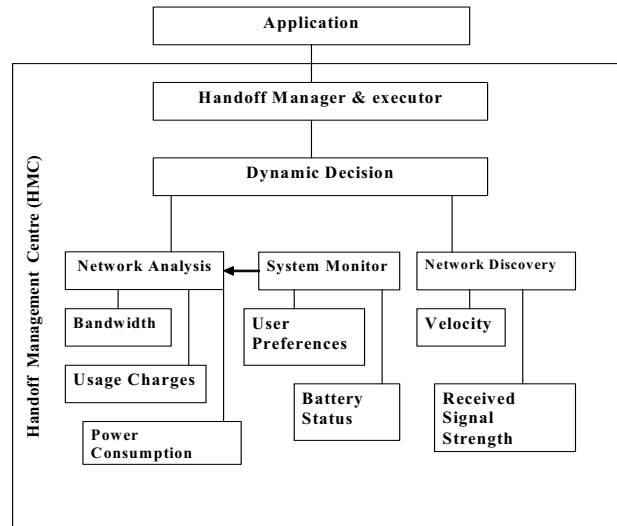 Application
Handoff Manager & executor
Dynamic Decision
Handoff Management Centre (HMC)
Network Analysis
System Monitor
Network Discovery
Bandwidth
User
Preferences
Velocity
Usage Charges
Battery
Status
Received
Signal
Strength
Power
Consumption